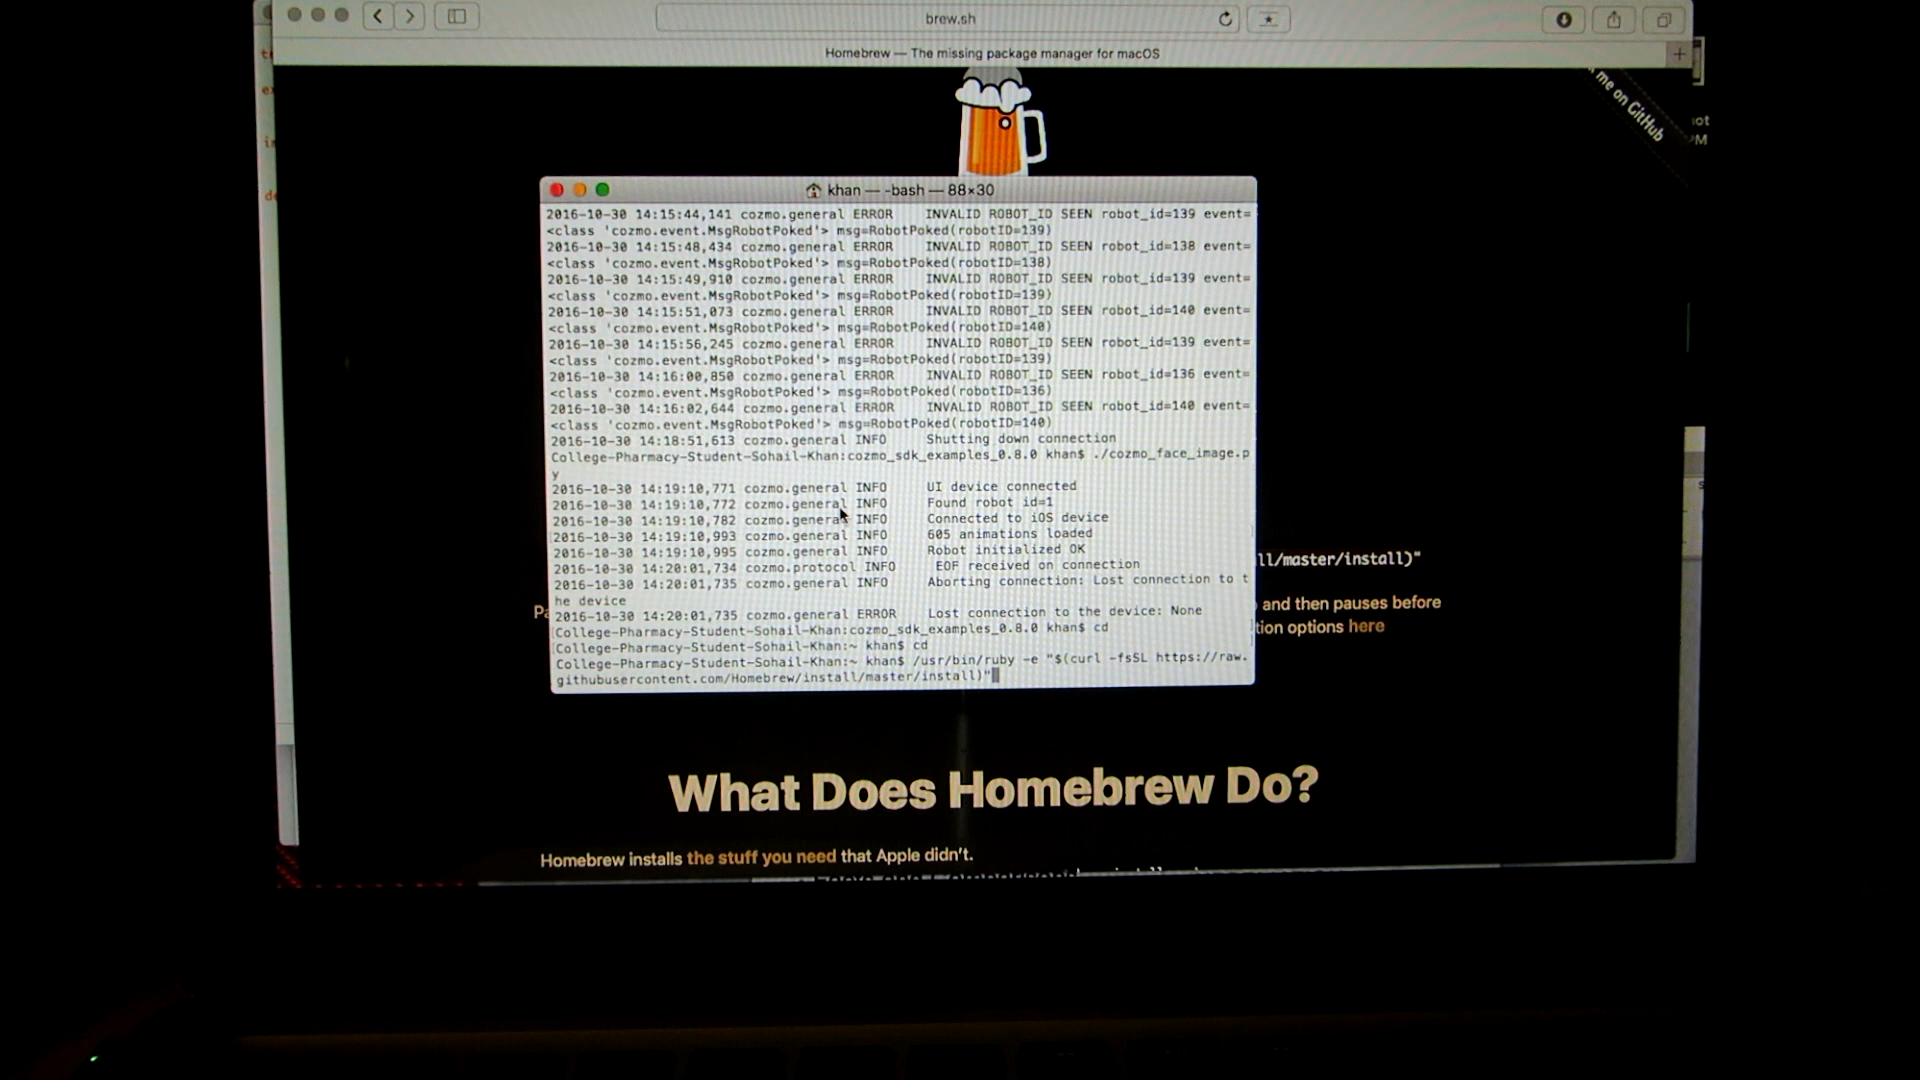 brew.sh
Homebrew — The missing package manager for macOS
me on GitHub
khan — -bash — 88×30
2016-10-30 14:15:44,141 cozmo.general ERROR    INVALID ROBOT_ID SEEN robot_id=139 event=
<class 'cozmo.event.MsgRobotPoked'> msg=RobotPoked(robotID=139)
2016-10-30 14:15:48,434 cozmo.general ERROR    INVALID ROBOT_ID SEEN robot_id=138 event=
<class 'cozmo.event.MsgRobotPoked'> msg=RobotPoked(robotID=138)
2016-10-30 14:15:49,910 cozmo.general ERROR    INVALID ROBOT_ID SEEN robot_id=139 event=
<class 'cozmo.event.MsgRobotPoked'> msg=RobotPoked(robotID=139)
2016-10-30 14:15:51,073 cozmo.general ERROR    INVALID ROBOT_ID SEEN robot_id=140 event=
<class 'cozmo.event.MsgRobotPoked'> msg=RobotPoked(robotID=140)
2016-10-30 14:15:56,245 cozmo.general ERROR    INVALID ROBOT_ID SEEN robot_id=139 event=
<class 'cozmo.event.MsgRobotPoked'> msg=RobotPoked(robotID=139)
2016-10-30 14:16:00,850 cozmo.general ERROR    INVALID ROBOT_ID SEEN robot_id=136 event=
<class 'cozmo.event.MsgRobotPoked'> msg=RobotPoked(robotID=136)
2016-10-30 14:16:02,644 cozmo.general ERROR    INVALID ROBOT_ID SEEN robot_id=140 event=
<class 'cozmo.event.MsgRobotPoked'> msg=RobotPoked(robotID=140)
2016-10-30 14:18:51,613 cozmo.general INFO     Shutting down connection
College-Pharmacy-Student-Sohail-Khan:cozmo_sdk_examples_0.8.0 khan$ ./cozmo_face_image.p
y
2016-10-30 14:19:10,771 cozmo.general INFO     UI device connected
2016-10-30 14:19:10,772 cozmo.general INFO     Found robot id=1
2016-10-30 14:19:10,782 cozmo.general INFO     Connected to iOS device
2016-10-30 14:19:10,993 cozmo.general INFO     605 animations loaded
2016-10-30 14:19:10,995 cozmo.general INFO     Robot initialized OK
2016-10-30 14:20:01,734 cozmo.protocol INFO     EOF received on connection
2016-10-30 14:20:01,735 cozmo.general INFO     Aborting connection: Lost connection to t
he device
2016-10-30 14:20:01,735 cozmo.general ERROR    Lost connection to the device: None
College-Pharmacy-Student-Sohail-Khan:cozmo_sdk_examples_0.8.0 khan$ cd
College-Pharmacy-Student-Sohail-Khan:~ khan$ cd
College-Pharmacy-Student-Sohail-Khan:~ khan$ /usr/bin/ruby -e "$(curl -fsSL https://raw.
githubusercontent.com/Homebrew/install/master/install)"
ll/master/install)"
and then pauses before
tion options here
What Does Homebrew Do?
Homebrew installs the stuff you need that Apple didn't.